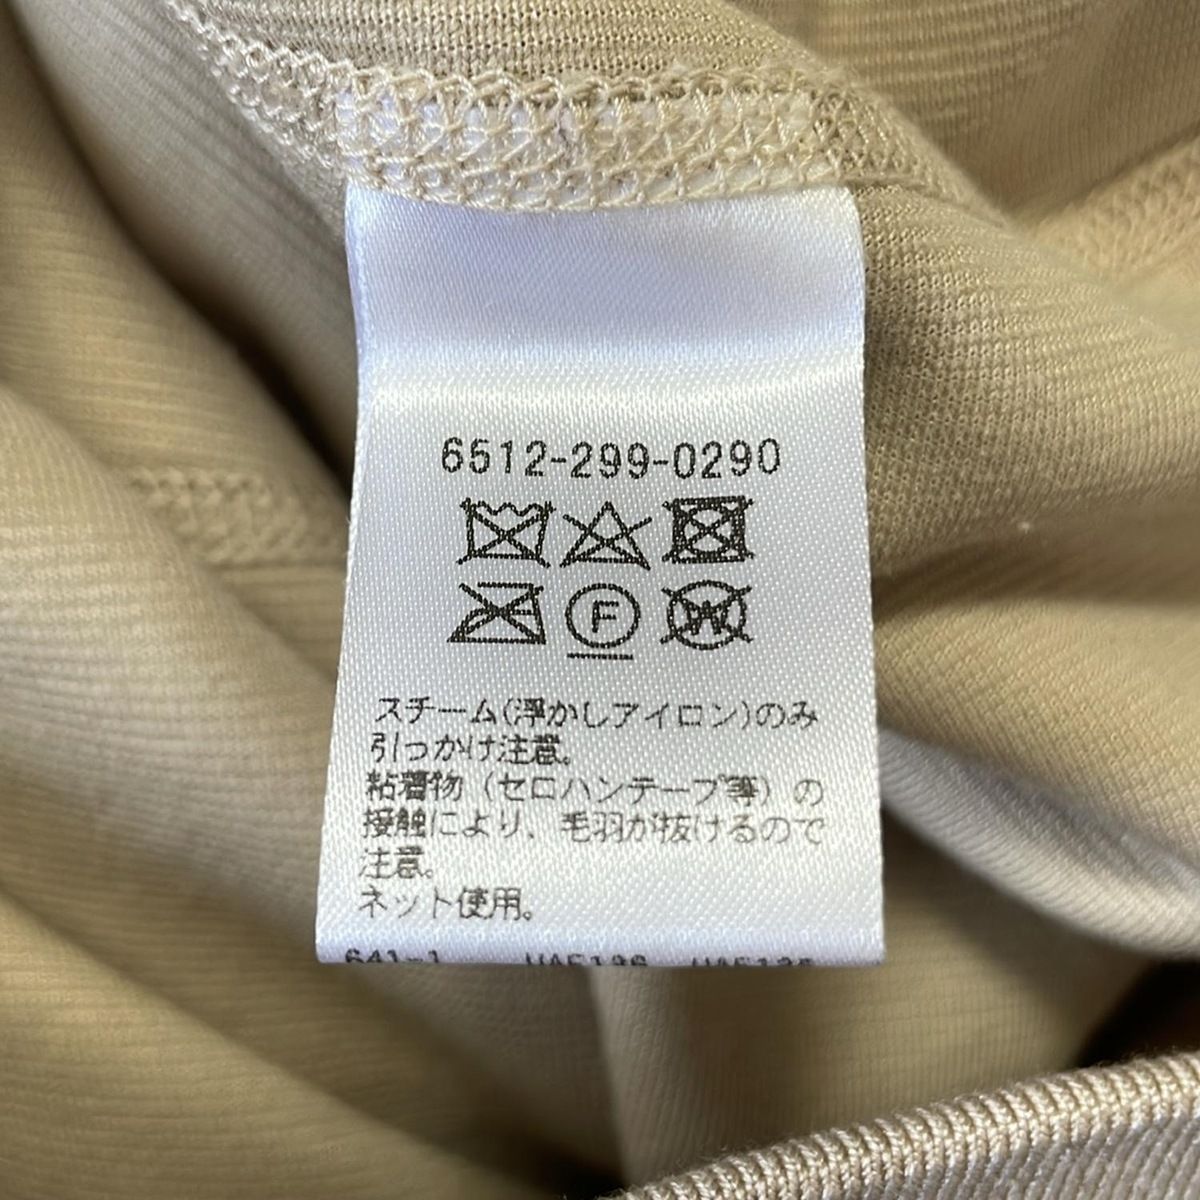 6512-299-0290
F
W
スチーム(浮かしアイロン)のみ
引っかけ注意。
粘着物（セロハンテープ等）の
接触により、毛羽が抜けるので
注意。
ネット使用。
641-1